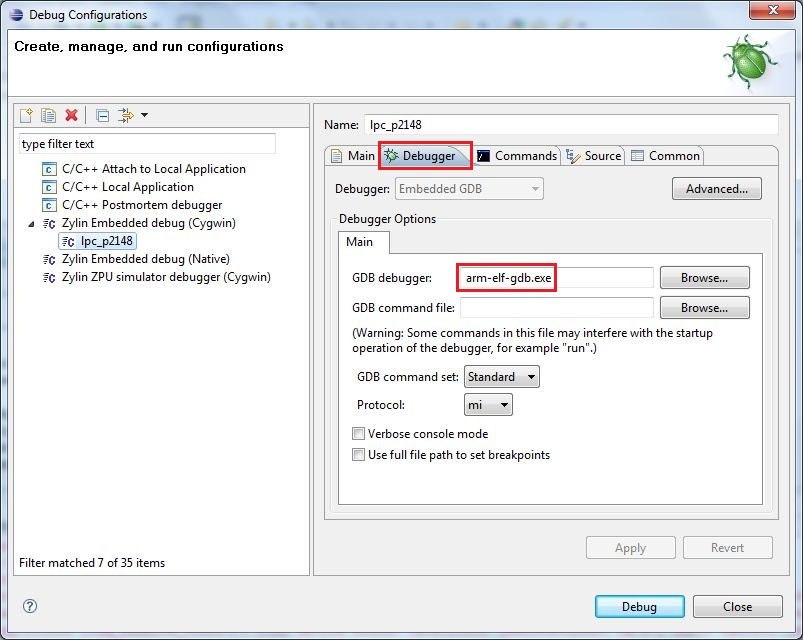 Debug Configurations
Create, manage, and run configurations
type filter text
C/C++ Attach to Local Application
C/C++ Local Application
C/C++ Postmortem debugger
Zylin Embedded debug (Cygwin)
lpc_p2148
Zylin Embedded debug (Native)
Zylin ZPU simulator debugger (Cygwin)
Filter matched 7 of 35 items
Name: lpc_p2148
Main Debugger Commands Source Common
Debugger: Embedded GDB Advanced...
Debugger Options
Main
GDB debugger: arm-elf-gdb.exe Browse...
GDB command file: Browse...
(Warning: Some commands in this file may interfere with the startup
operation of the debugger, for example "run".)
GDB command set: Standard
Protocol: mi
Verbose console mode
Use full file path to set breakpoints
Apply Revert
? Debug Close